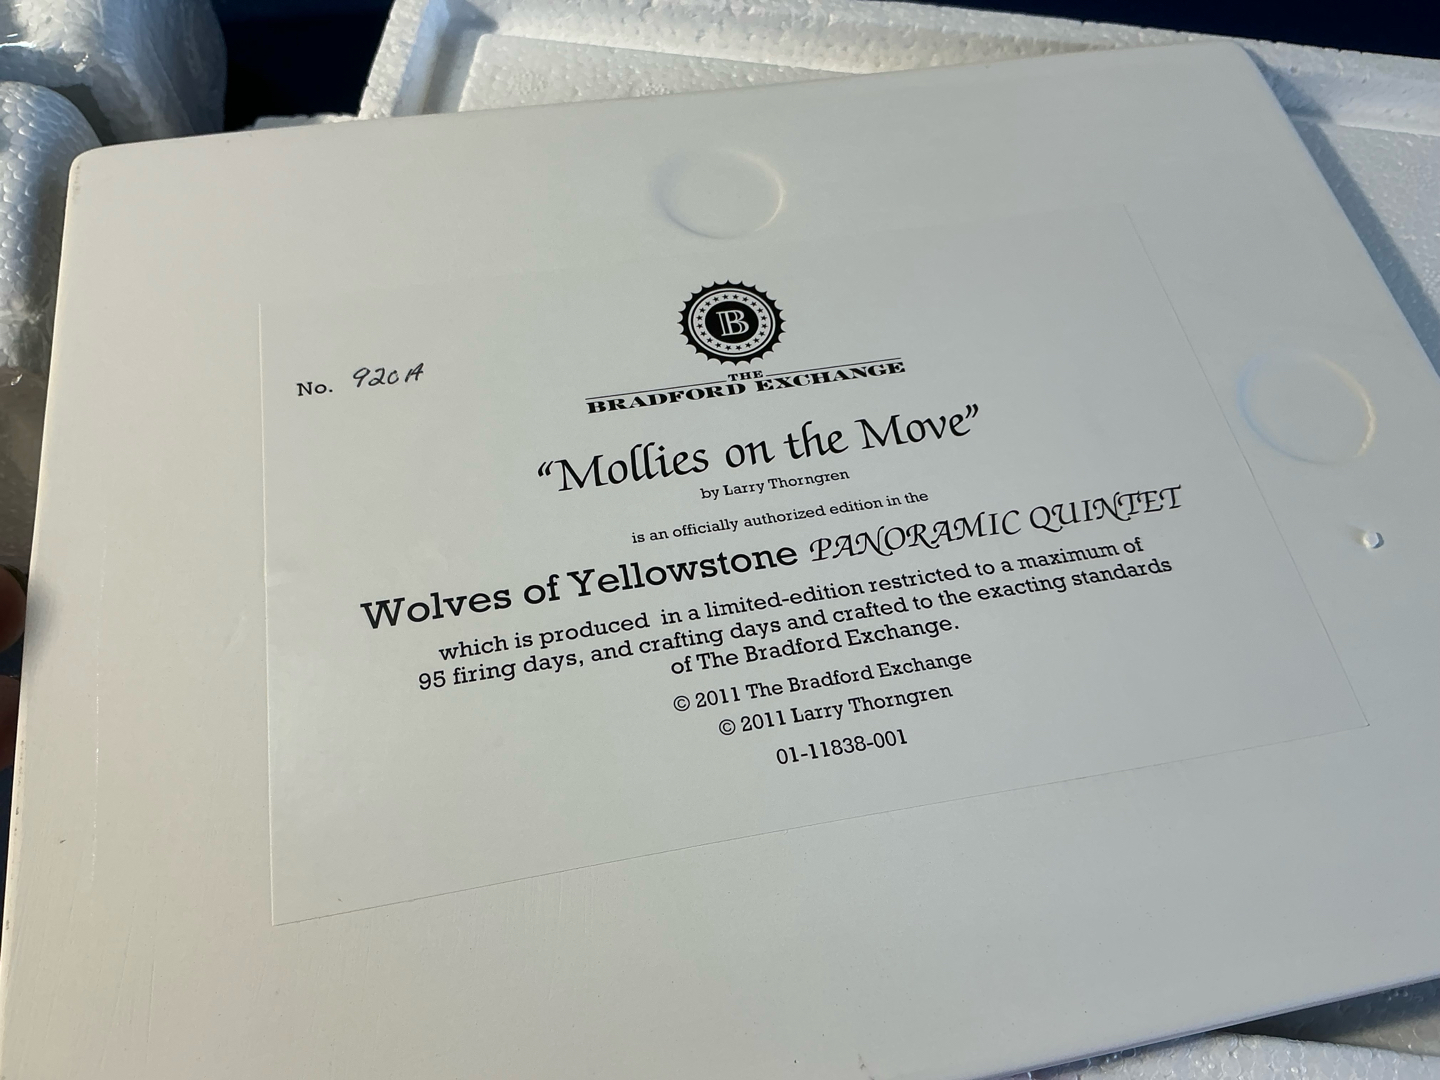 B
THE
BRADFORD EXCHANGE
No. 920A
“Mollies on the Move”
by Larry Thorngren
is an officially authorized edition in the
Wolves of Yellowstone PANORAMIC QUINTET
which is produced in a limited-edition restricted to a maximum of
95 firing days, and crafting days and crafted to the exacting standards
of The Bradford Exchange.
© 2011 The Bradford Exchange
© 2011 Larry Thorngren
01-11838-001